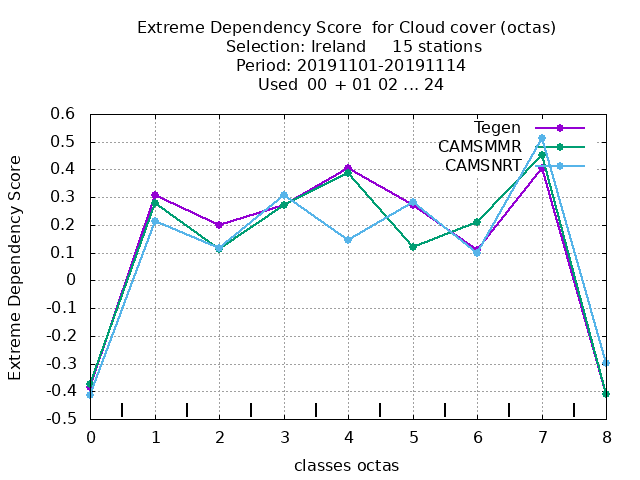 Extreme Dependency Score for Cloud cover (octas)
Selection: Ireland 15 stations
Period: 20191101-20191114
Used 00 + 01 02 ... 24
Tegen
CAMSMMR
CAMSNRT
Extreme Dependency Score
0.6
0.5
0.4
0.3
0.2
0.1
0
-0.1
-0.2
-0.3
-0.4
-0.5
0 1 2 3 4 5 6 7 8
classes octas